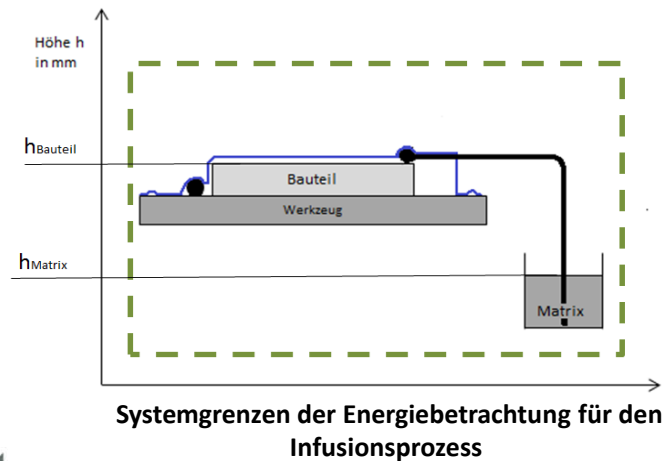 Höhe h
in mm
hBauteil
Bauteil
Werkzeug
hMatrix
Matrix
Systemgrenzen der Energiebetrachtung für den
Infusionsprozess